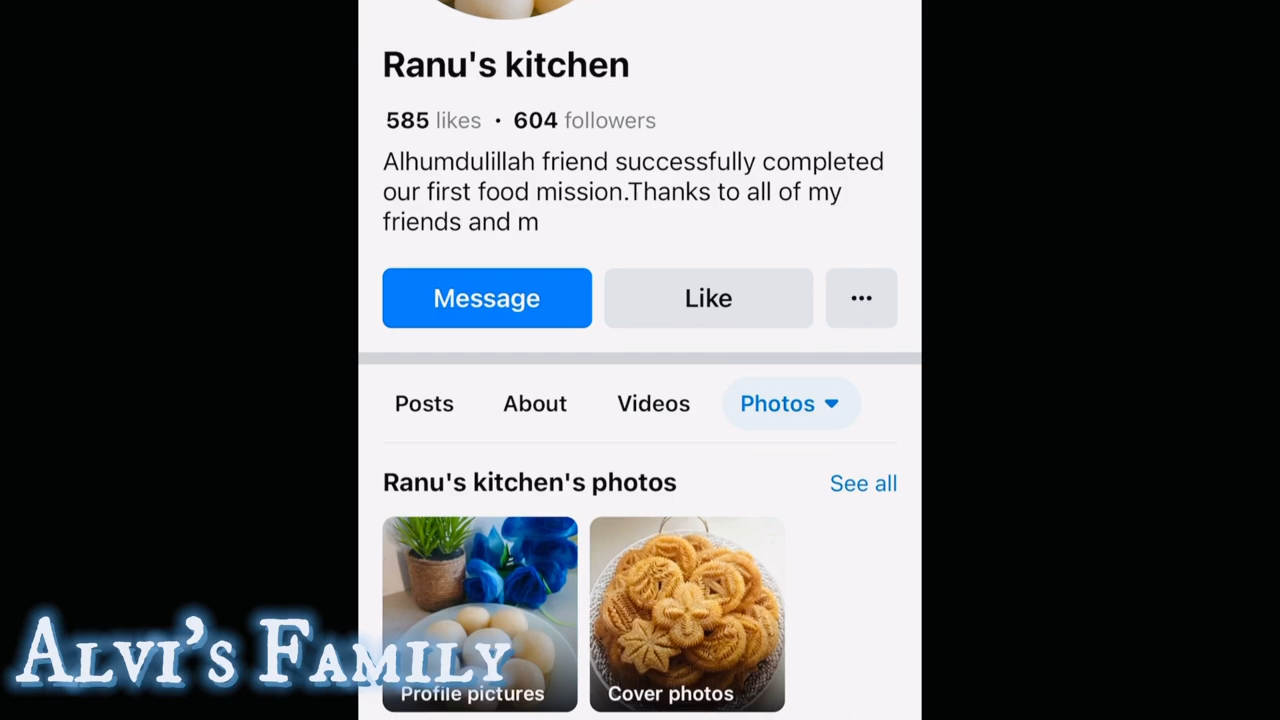 Ranu's kitchen
585 likes • 604 followers
Alhumdulillah friend successfully completed
our first food mission.Thanks to all of my
friends and m
Message
Like
Posts
About
Videos
Photos
Ranu's kitchen's photos
See all
Profile pictures
Cover photos
Alvi's Family